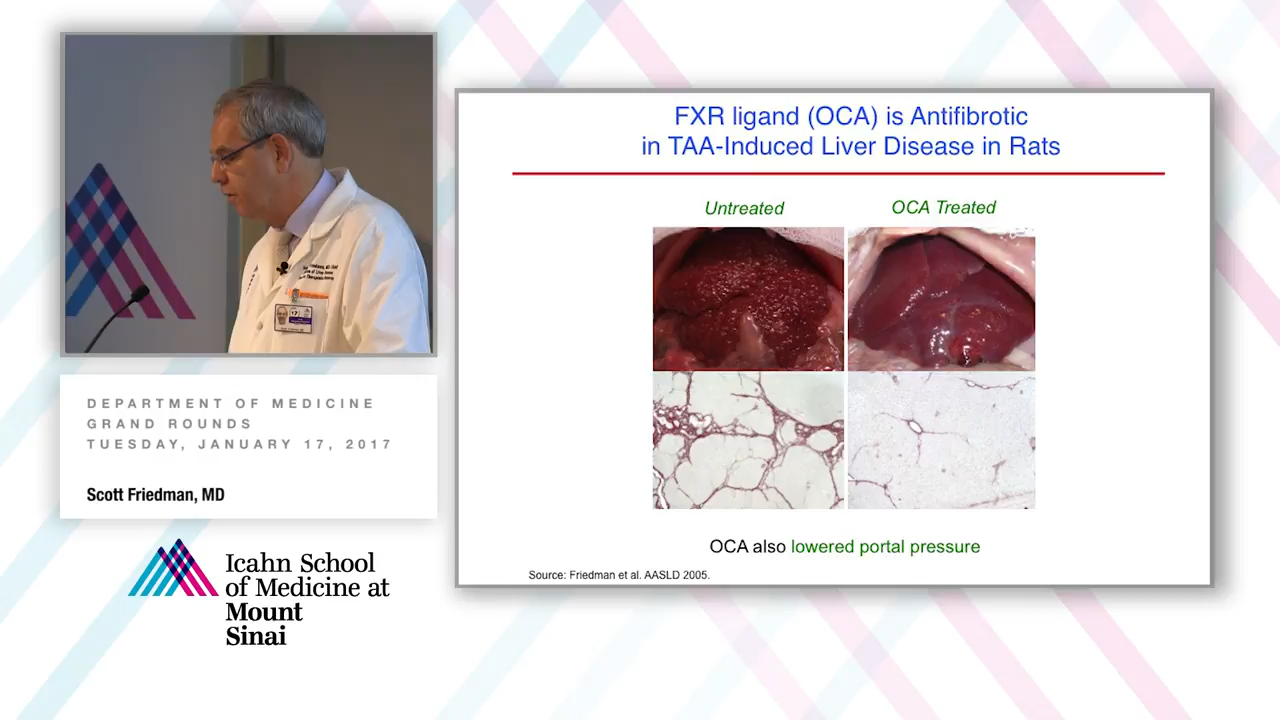 DEPARTMENT OF MEDICINE
GRAND ROUNDS
TUESDAY, JANUARY 17, 2017
Scott Friedman, MD
Icahn School
of Medicine at
Mount
Sinai
FXR ligand (OCA) is Antifibrotic
in TAA-Induced Liver Disease in Rats
Untreated
OCA Treated
OCA also lowered portal pressure
Source: Friedman et al. AASLD 2005.